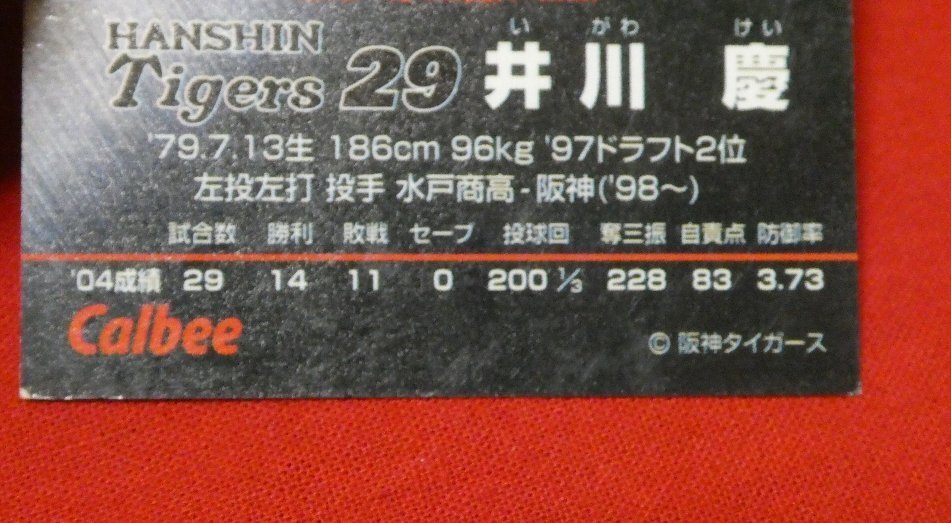 HANSHIN
Tigers 29 井川 慶
い がわ けい
'79.7.13生 186cm 96kg '97ドラフト2位
左投左打 投手 水戸商高-阪神('98〜)
試合数 勝利 敗戦 セーブ 投球回 奪三振 自責点 防御率
'04成績 29 14 11 0 200 ⅓ 228 83 3.73
Calbee
© 阪神タイガース